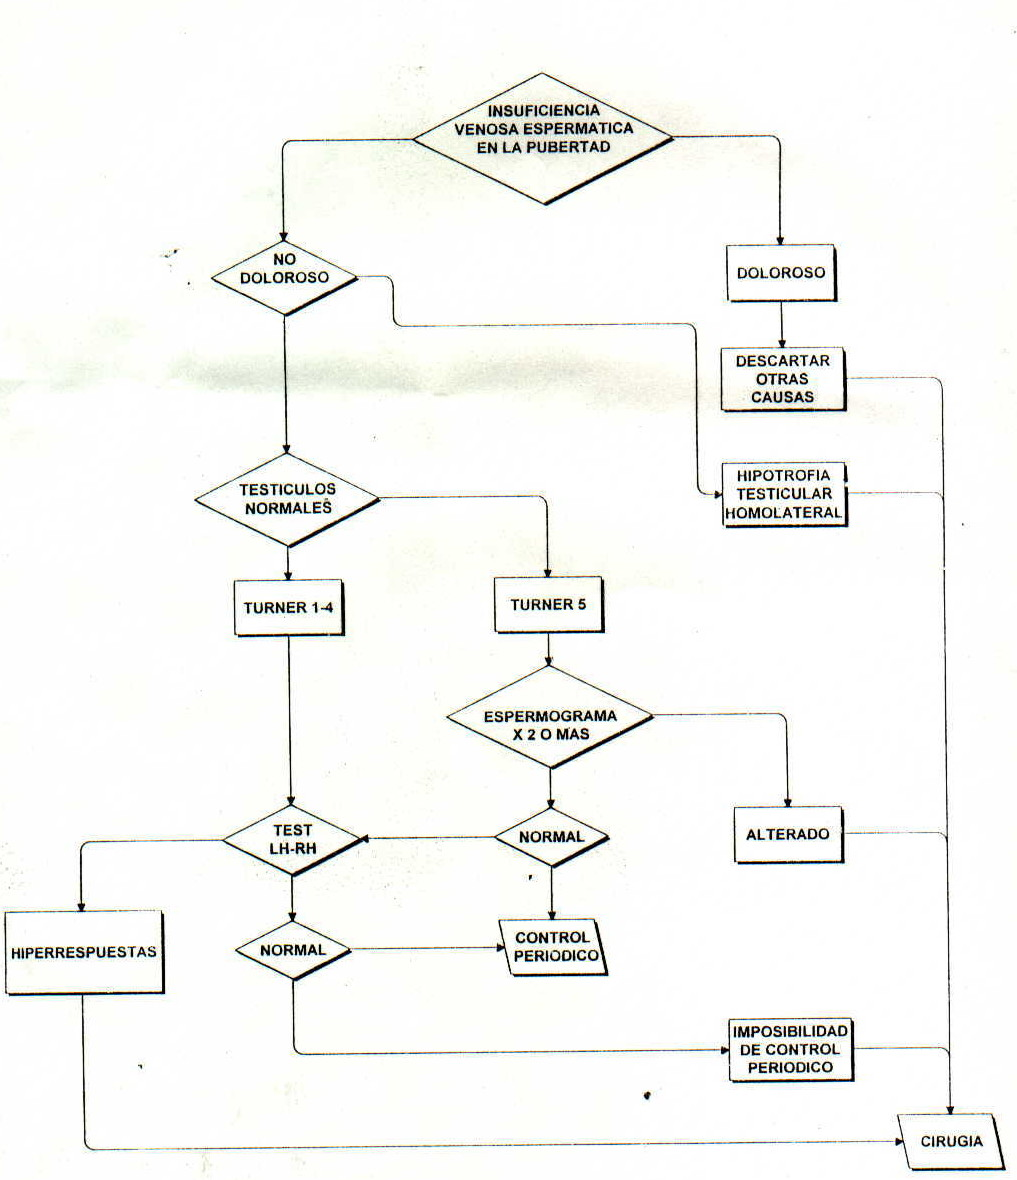 INSUFICIENCIA
VENOSA ESPERMATICA
EN LA PUBERTAD
NO
DOLOROSO
DOLOROSO
DESCARTAR
OTRAS
CAUSAS
HIPOTROFIA
TESTICULAR
HOMOLATERAL
TESTICULOS
NORMALES
TURNER 1-4
TURNER 5
ESPERMOGRAMA
X 2 O MAS
TEST
LH-RH
NORMAL
ALTERADO
HIPERRESPUESTAS
NORMAL
CONTROL
PERIODICO
IMPOSIBILIDAD
DE CONTROL
PERIODICO
CIRUGIA